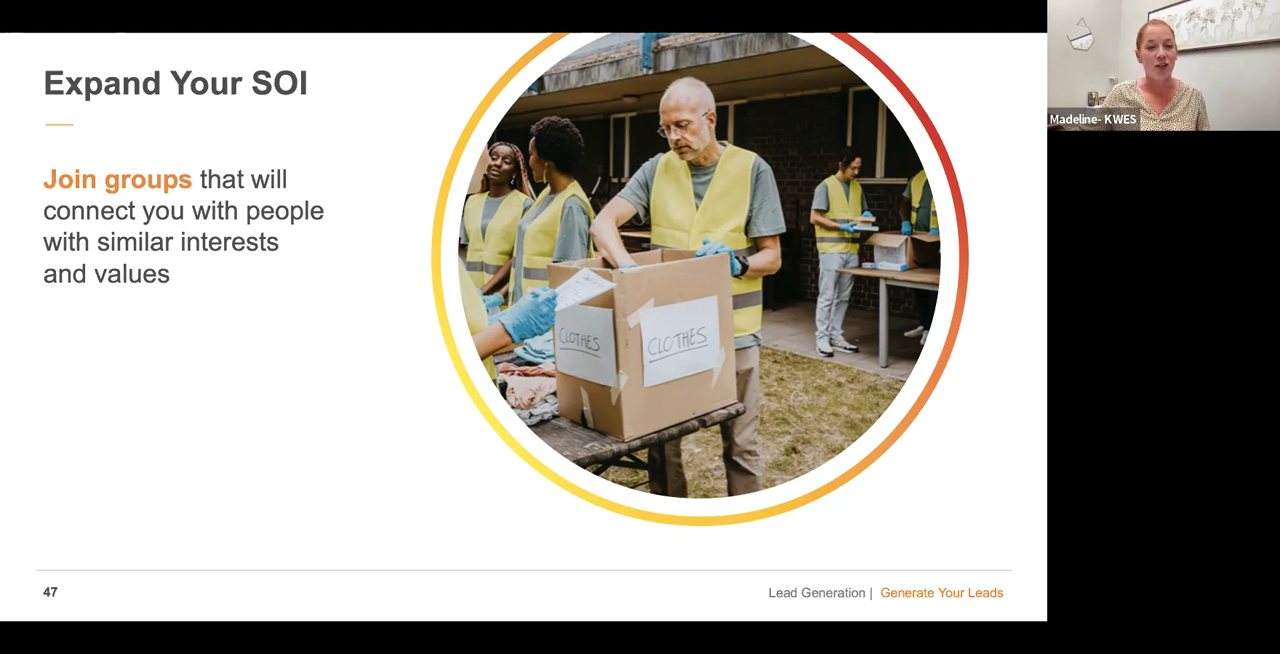 Expand Your SOI
Join groups that will
connect you with people
with similar interests
and values
CLOTHES
CLOTHES
47
Lead Generation | Generate Your Leads
Madeline- KWES